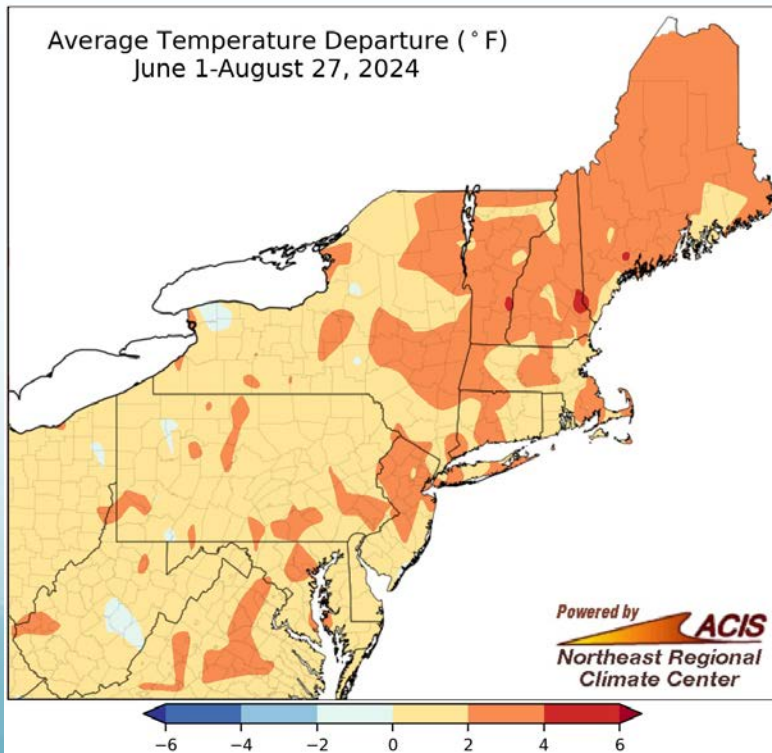 Average Temperature Departure (°F)
June 1-August 27, 2024
Powered by
ACIS
Northeast Regional
Climate Center
−6 −4 −2 0 2 4 6